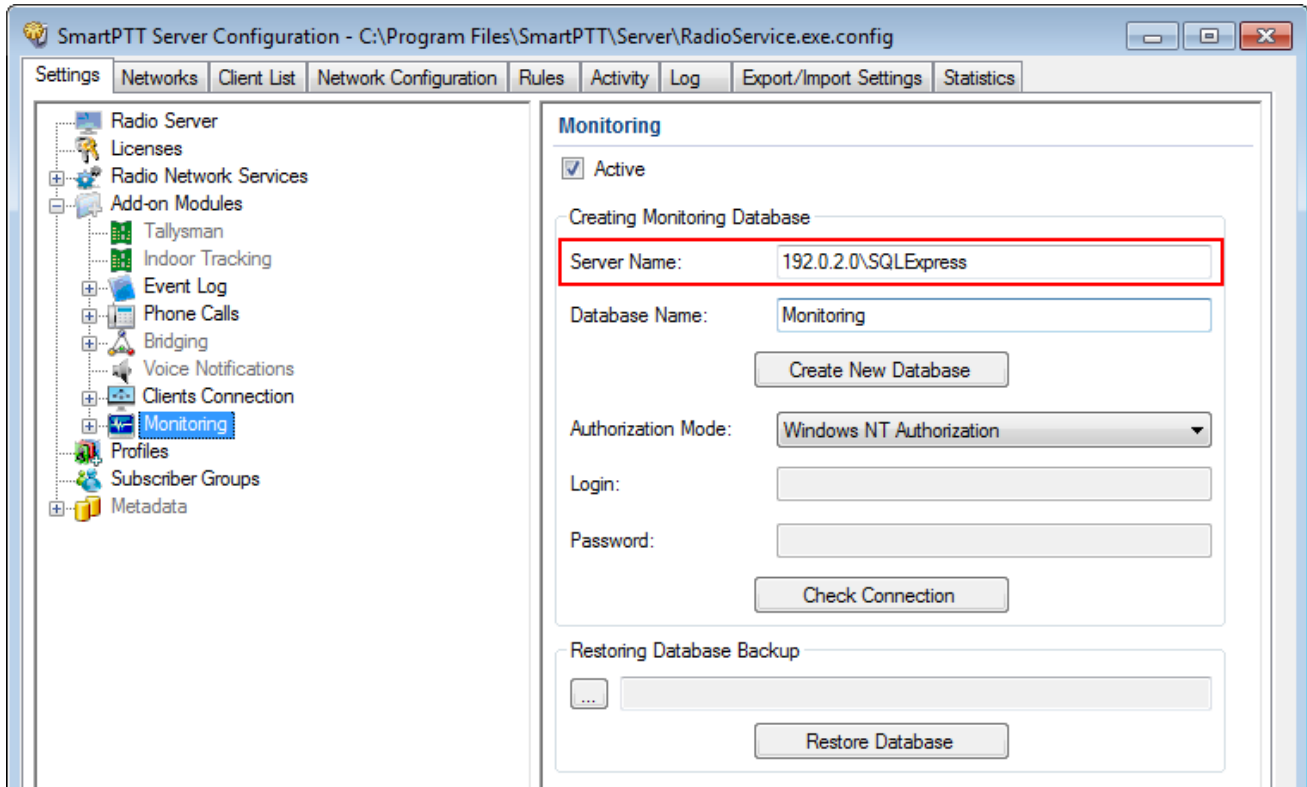 SmartPTT Server Configuration - C:\Program Files\SmartPTT\Server\RadioService.exe.config
Settings Networks Client List Network Configuration Rules Activity Log Export/Import Settings Statistics
Radio Server
Licenses
Radio Network Services
Add-on Modules
Tallysman
Indoor Tracking
Event Log
Phone Calls
Bridging
Voice Notifications
Clients Connection
Monitoring
Profiles
Subscriber Groups
Metadata
Monitoring
Active
Creating Monitoring Database
Server Name: 192.0.2.0\SQLExpress
Database Name: Monitoring
Create New Database
Authorization Mode: Windows NT Authorization
Login:
Password:
Check Connection
Restoring Database Backup
...
Restore Database